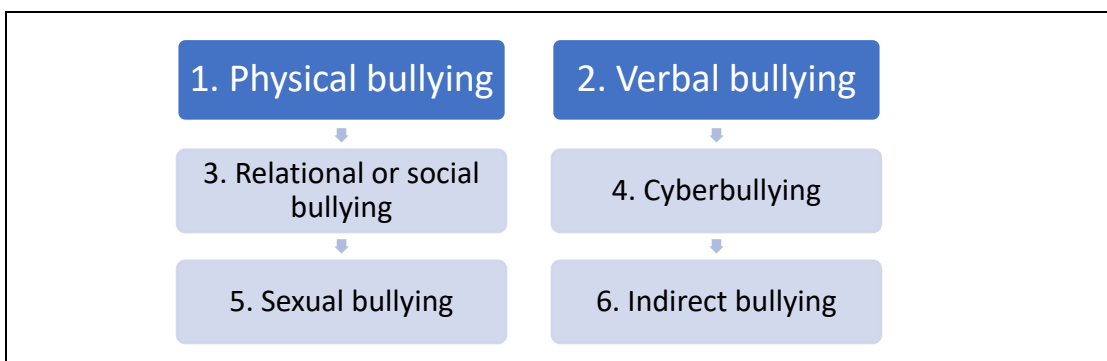 1. Physical bullying
2. Verbal bullying
3. Relational or social
bullying
4. Cyberbullying
5. Sexual bullying
6. Indirect bullying